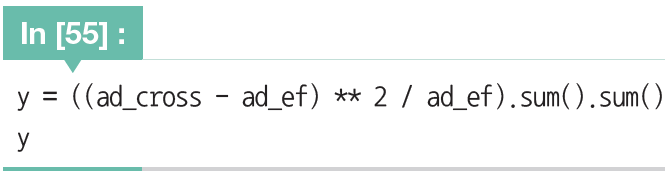 In [55] :
y = ((ad_cross - ad_ef) ** 2 / ad_ef).sum().sum()
y